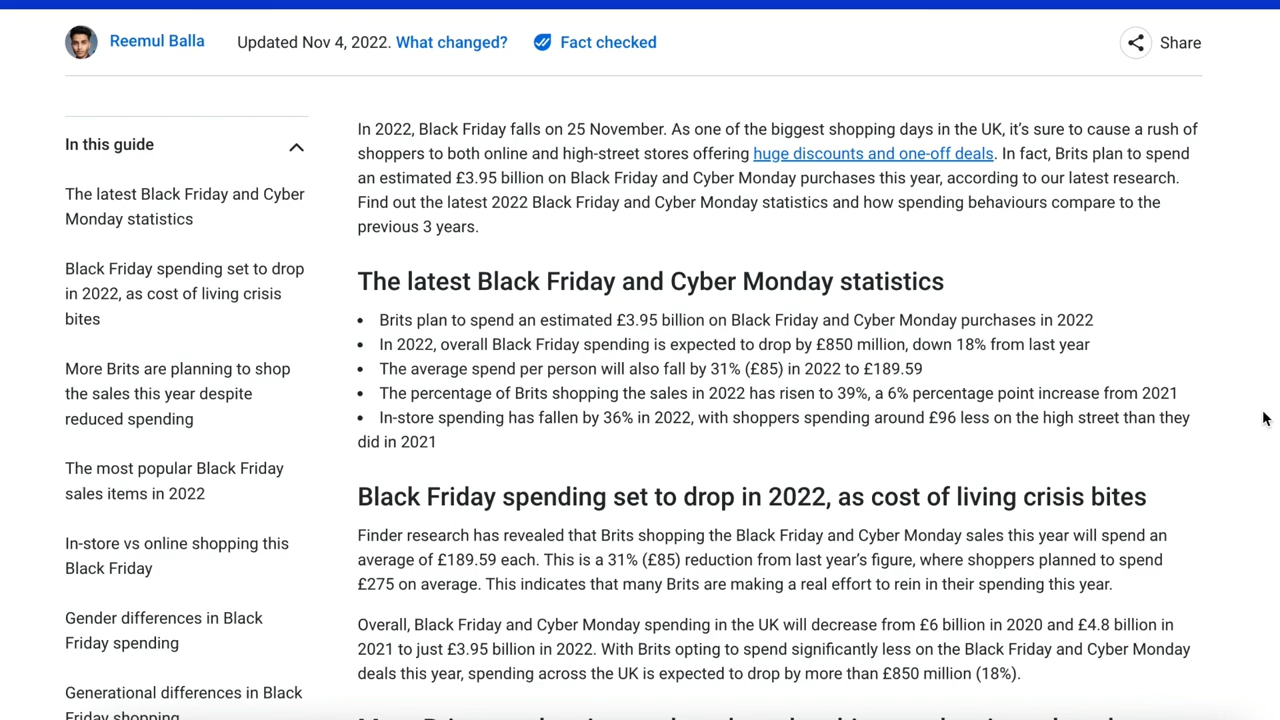 Reemul Balla
Updated Nov 4, 2022. What changed?
Fact checked
Share
In this guide
The latest Black Friday and Cyber
Monday statistics
Black Friday spending set to drop
in 2022, as cost of living crisis
bites
More Brits are planning to shop
the sales this year despite
reduced spending
The most popular Black Friday
sales items in 2022
In-store vs online shopping this
Black Friday
Gender differences in Black
Friday spending
Generational differences in Black
Friday shopping
In 2022, Black Friday falls on 25 November. As one of the biggest shopping days in the UK, it's sure to cause a rush of
shoppers to both online and high-street stores offering huge discounts and one-off deals. In fact, Brits plan to spend
an estimated £3.95 billion on Black Friday and Cyber Monday purchases this year, according to our latest research.
Find out the latest 2022 Black Friday and Cyber Monday statistics and how spending behaviours compare to the
previous 3 years.
The latest Black Friday and Cyber Monday statistics
• Brits plan to spend an estimated £3.95 billion on Black Friday and Cyber Monday purchases in 2022
• In 2022, overall Black Friday spending is expected to drop by £850 million, down 18% from last year
• The average spend per person will also fall by 31% (£85) in 2022 to £189.59
• The percentage of Brits shopping the sales in 2022 has risen to 39%, a 6% percentage point increase from 2021
• In-store spending has fallen by 36% in 2022, with shoppers spending around £96 less on the high street than they
did in 2021
Black Friday spending set to drop in 2022, as cost of living crisis bites
Finder research has revealed that Brits shopping the Black Friday and Cyber Monday sales this year will spend an
average of £189.59 each. This is a 31% (£85) reduction from last year's figure, where shoppers planned to spend
£275 on average. This indicates that many Brits are making a real effort to rein in their spending this year.
Overall, Black Friday and Cyber Monday spending in the UK will decrease from £6 billion in 2020 and £4.8 billion in
2021 to just £3.95 billion in 2022. With Brits opting to spend significantly less on the Black Friday and Cyber Monday
deals this year, spending across the UK is expected to drop by more than £850 million (18%).